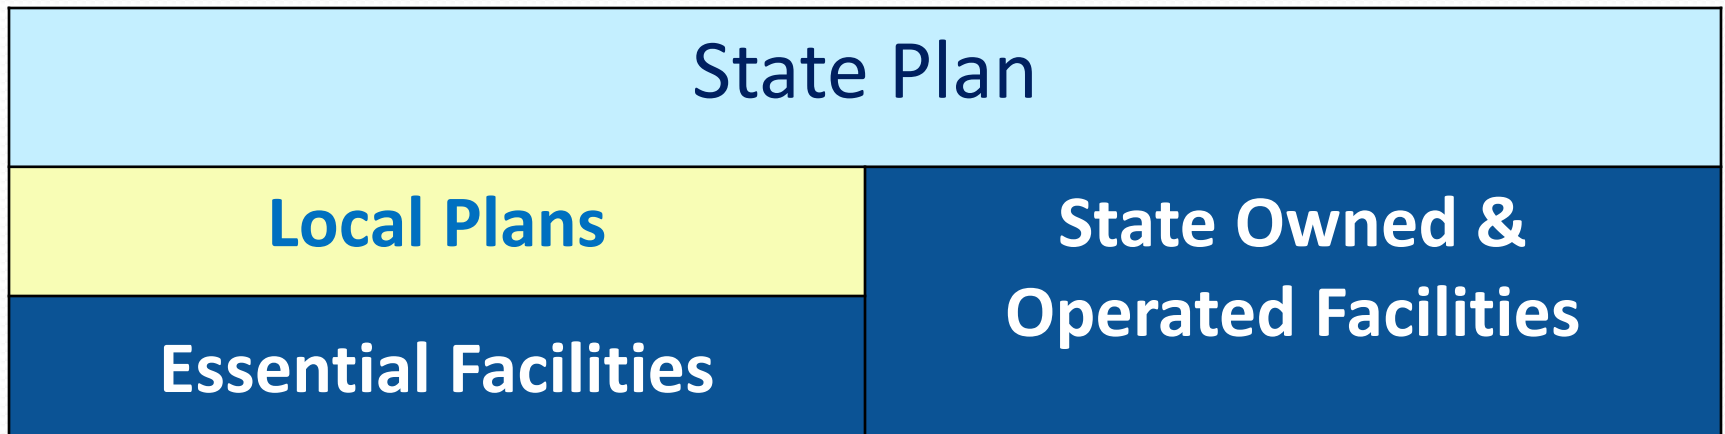 State Plan
Local Plans
State Owned &
Operated Facilities
Essential Facilities